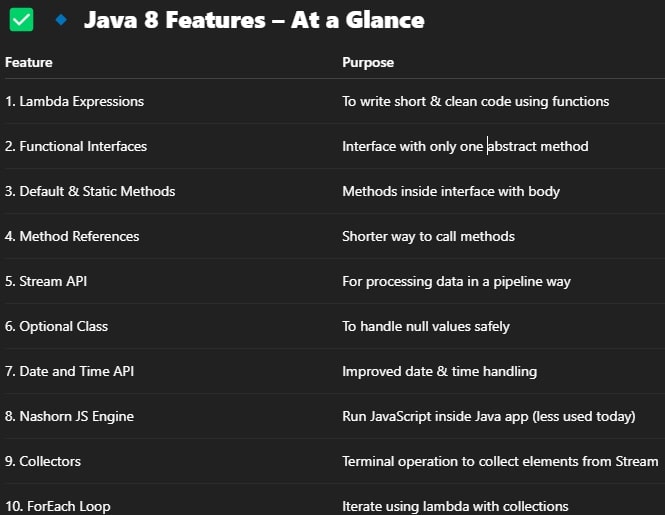 ✅ 🔹 Java 8 Features – At a Glance
Feature Purpose
1. Lambda Expressions To write short & clean code using functions
2. Functional Interfaces Interface with only one abstract method
3. Default & Static Methods Methods inside interface with body
4. Method References Shorter way to call methods
5. Stream API For processing data in a pipeline way
6. Optional Class To handle null values safely
7. Date and Time API Improved date & time handling
8. Nashorn JS Engine Run JavaScript inside Java app (less used today)
9. Collectors Terminal operation to collect elements from Stream
10. ForEach Loop Iterate using lambda with collections